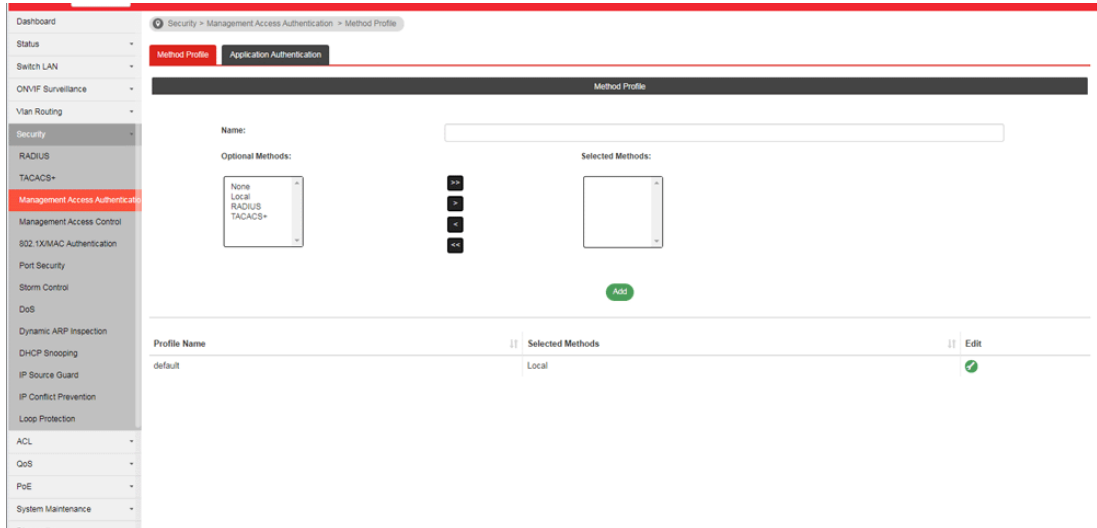 Dashboard
Status
Switch LAN
ONVIF Surveillance
Vlan Routing
Security
RADIUS
TACACS+
Management Access Authenticatio
Management Access Control
802.1X/MAC Authentication
Port Security
Storm Control
DoS
Dynamic ARP Inspection
DHCP Snooping
IP Source Guard
IP Conflict Prevention
Loop Protection
ACL
QoS
PoE
System Maintenance
Security > Management Access Authentication > Method Profile
Method Profile
Application Authentication
Method Profile
Name:
Optional Methods:
Selected Methods:
None
Local
RADIUS
TACACS+
>>
>
<
<<
Add
Profile Name
Selected Methods
Edit
default
Local